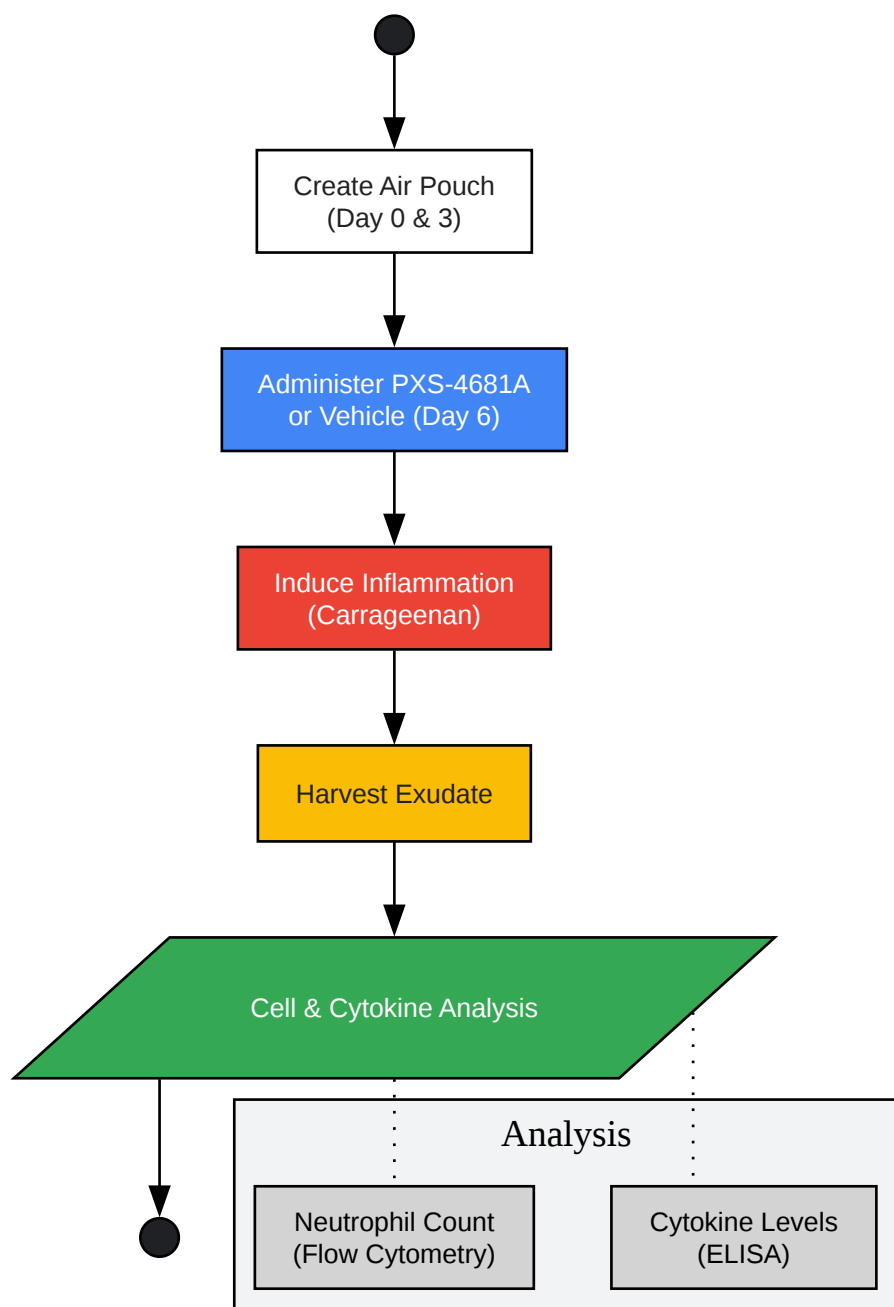 Create Air Pouch
(Day 0 & 3)
Administer PXS-4681A
or Vehicle (Day 6)
Induce Inflammation
(Carrageenan)
Harvest Exudate
Cell & Cytokine Analysis
Analysis
Neutrophil Count
(Flow Cytometry)
Cytokine Levels
(ELISA)